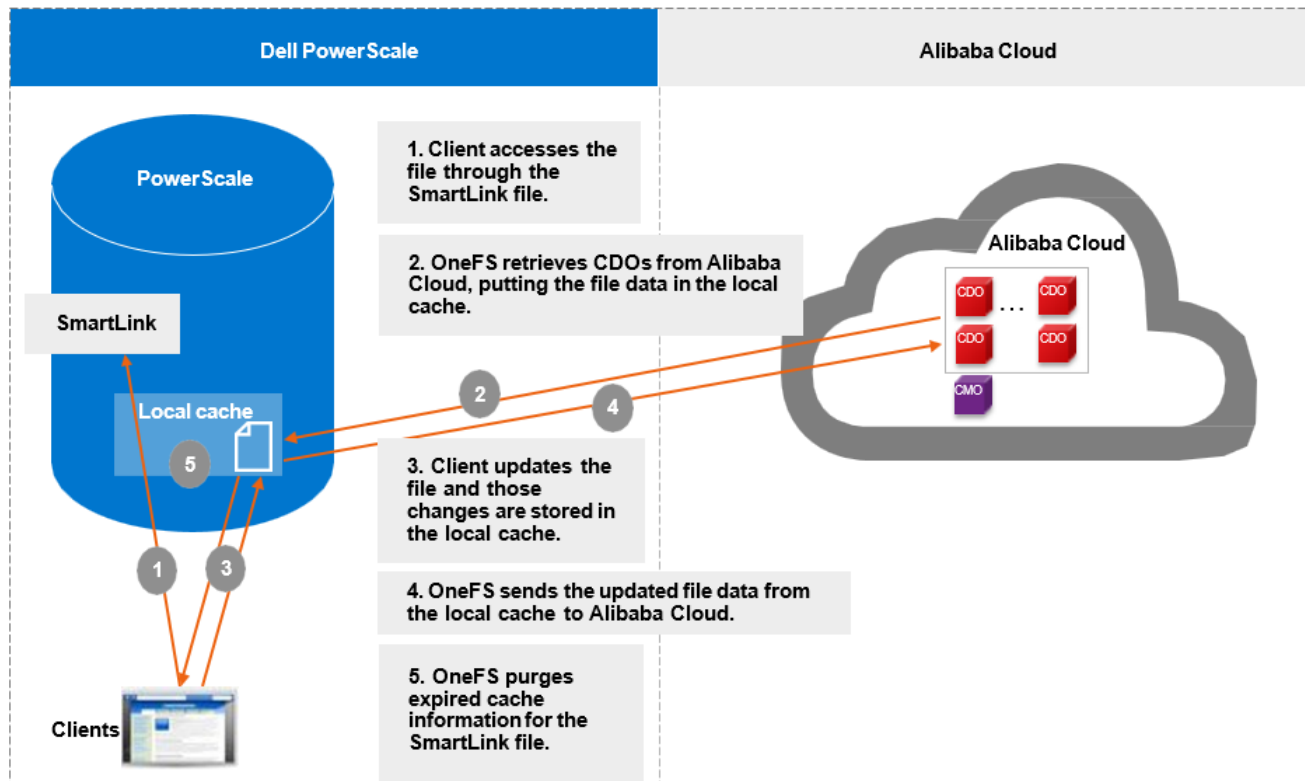 Dell PowerScale
Alibaba Cloud
PowerScale
SmartLink
Local cache
5
1
3
Clients
1. Client accesses the
file through the
SmartLink file.
2. OneFS retrieves CDOs from Alibaba
Cloud, putting the file data in the local
cache.
2
4
3. Client updates the
file and those
changes are stored in
the local cache.
4. OneFS sends the updated file data from
the local cache to Alibaba Cloud.
5. OneFS purges
expired cache
information for the
SmartLink file.
Alibaba Cloud
CDO ... CDO
CDO CDO
CMO